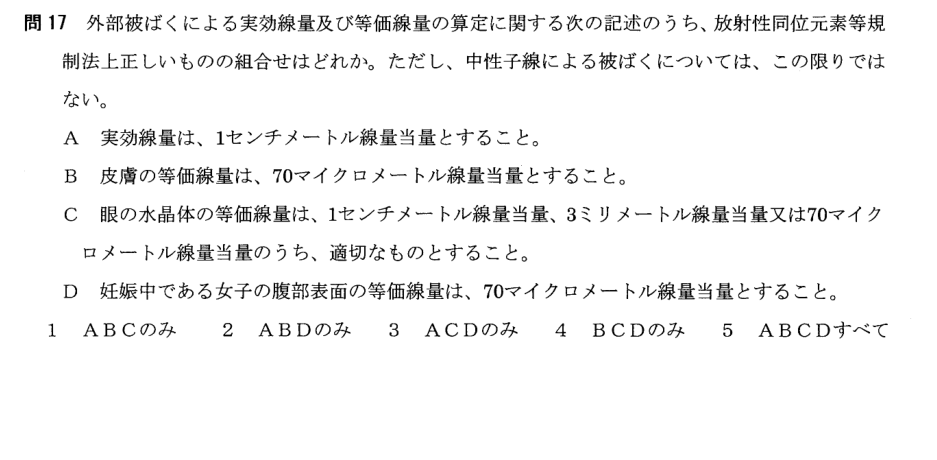 問17 外部被ばくによる実効線量及び等価線量の算定に関する次の記述のうち、放射性同位元素等規
制法上正しいものの組合せはどれか。ただし、中性子線による被ばくについては、この限りでは
ない。
A 実効線量は、1センチメートル線量当量とすること。
B 皮膚の等価線量は、70マイクロメートル線量当量とすること。
C 眼の水晶体の等価線量は、1センチメートル線量当量、3ミリメートル線量当量又は70マイク
ロメートル線量当量のうち、適切なものとすること。
D 妊娠中である女子の腹部表面の等価線量は、70マイクロメートル線量当量とすること。
1 ABCのみ 2 ABDのみ 3 ACDのみ 4 BCDのみ 5 ABCDすべて